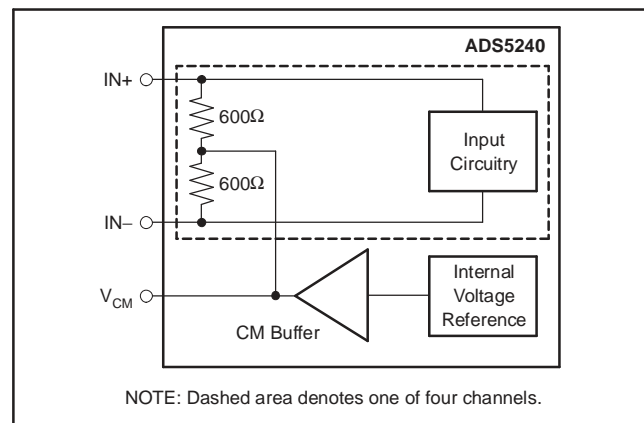 ADS5240
IN+
600Ω
Input
Circuitry
600Ω
IN−
V_CM
Internal
Voltage
Reference
CM Buffer
NOTE: Dashed area denotes one of four channels.